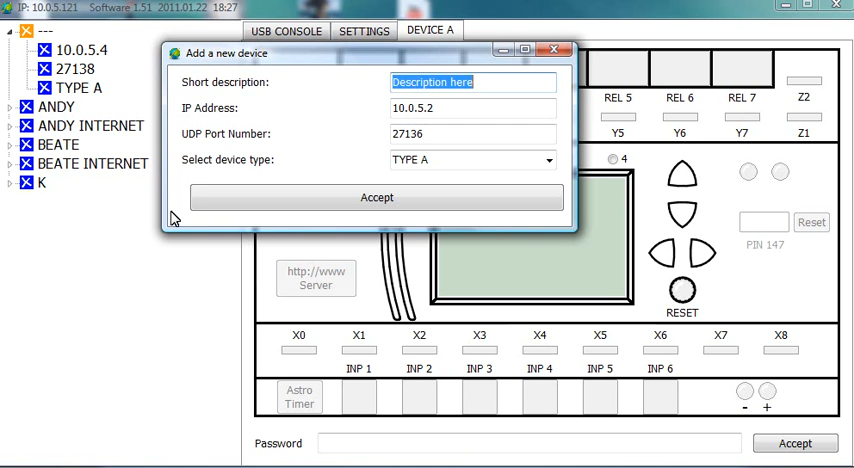 IP: 10.0.5.121 Software 1.51 2011.01.22 18:27
---
10.0.5.4
27138
TYPE A
ANDY
ANDY INTERNET
BEATE
BEATE INTERNET
K
USB CONSOLE SETTINGS DEVICE A
Add a new device
Short description: Description here
IP Address: 10.0.5.2
UDP Port Number: 27136
Select device type: TYPE A
Accept
REL 5 REL 6 REL 7 Z2
Y5 Y6 Y7 Z1
4
Reset
PIN 147
http://www
Server
RESET
X0 X1 X2 X3 X4 X5 X6 X7 X8
INP 1 INP 2 INP 3 INP 4 INP 5 INP 6
Astro
Timer
- +
Password Accept